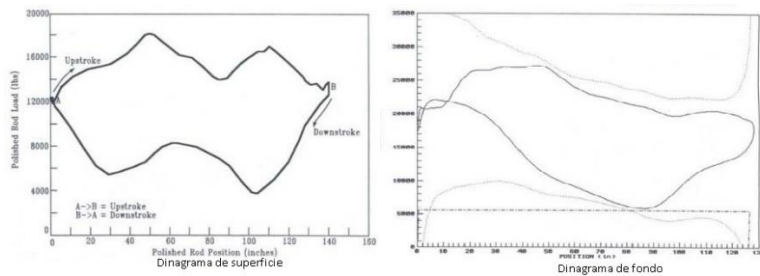 20000
16000
12000
8000
4000
0
Polished Rod Load (lbs)
Upstroke
A
B
Downstroke
A->B = Upstroke
B->A = Downstroke
0 20 40 60 80 100 120 140 160
Polished Rod Position (inches)
Dinagrama de superficie
35000
30000
25000
20000
15000
10000
5000
0
0 10 20 30 40 50 60 70 80 90 100 110 120 130
POSITION (in)
Dinagrama de fondo